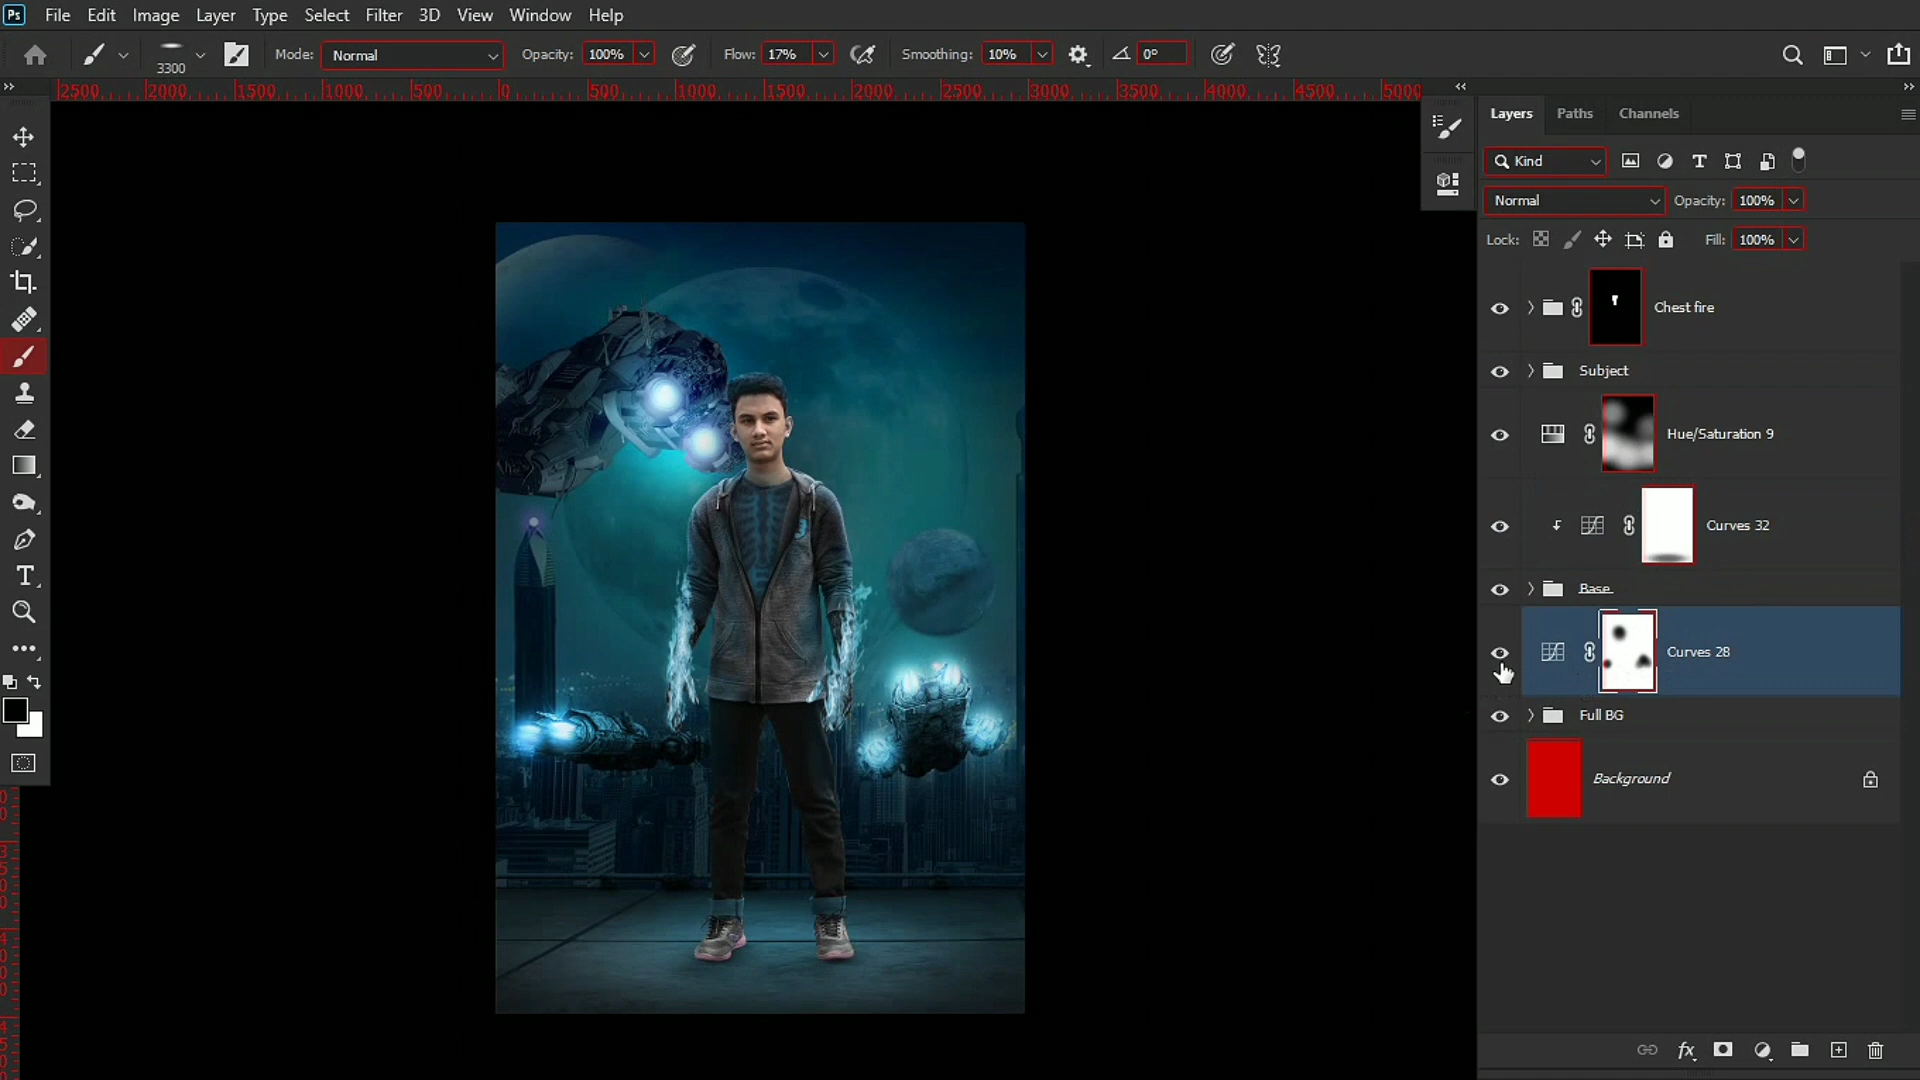 Ps File Edit Image Layer Type Select Filter 3D View Window Help
3300 Mode: Normal Opacity: 100% Flow: 17% Smoothing: 10% 0°
2500 2000 1500 1000 500 0 500 1000 1500 2000 2500 3000 3500 4000 4500 5000
Layers Paths Channels
Kind
Normal Opacity: 100%
Lock: Fill: 100%
Chest fire
Subject
Hue/Saturation 9
Curves 32
Base
Curves 28
Full BG
Background